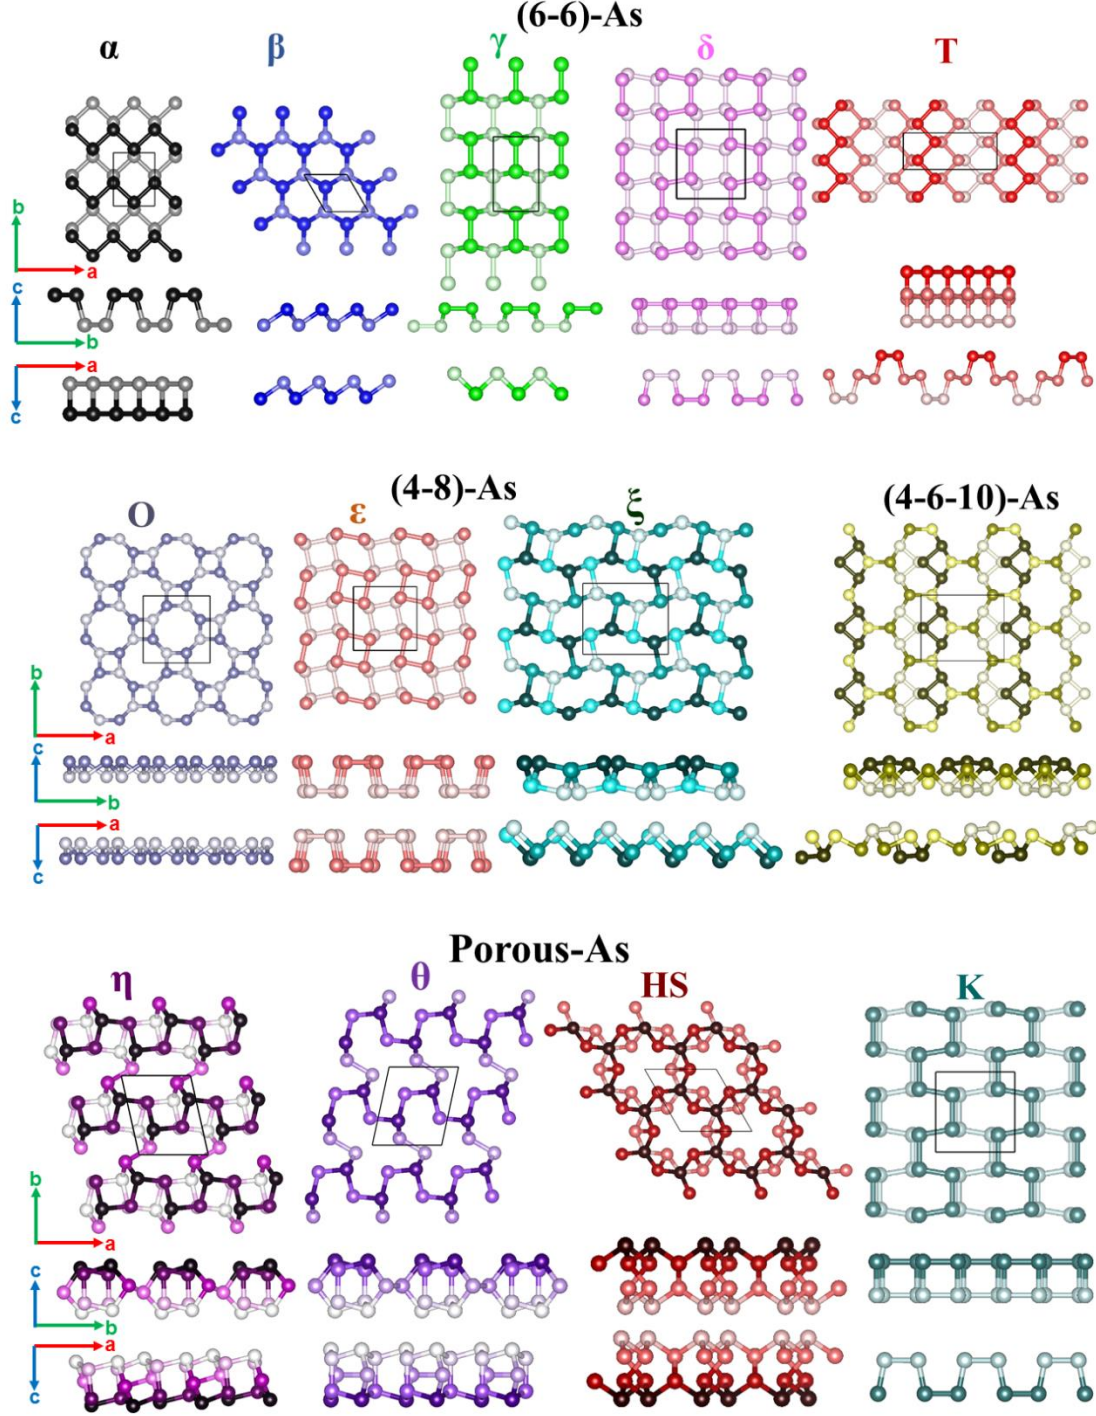 (6-6)-As
α β γ δ T
b
a
c
b
a
c
(4-8)-As (4-6-10)-As
O ε ξ
b
a
c
b
a
c
Porous-As
η θ HS K
b
a
c
b
a
c